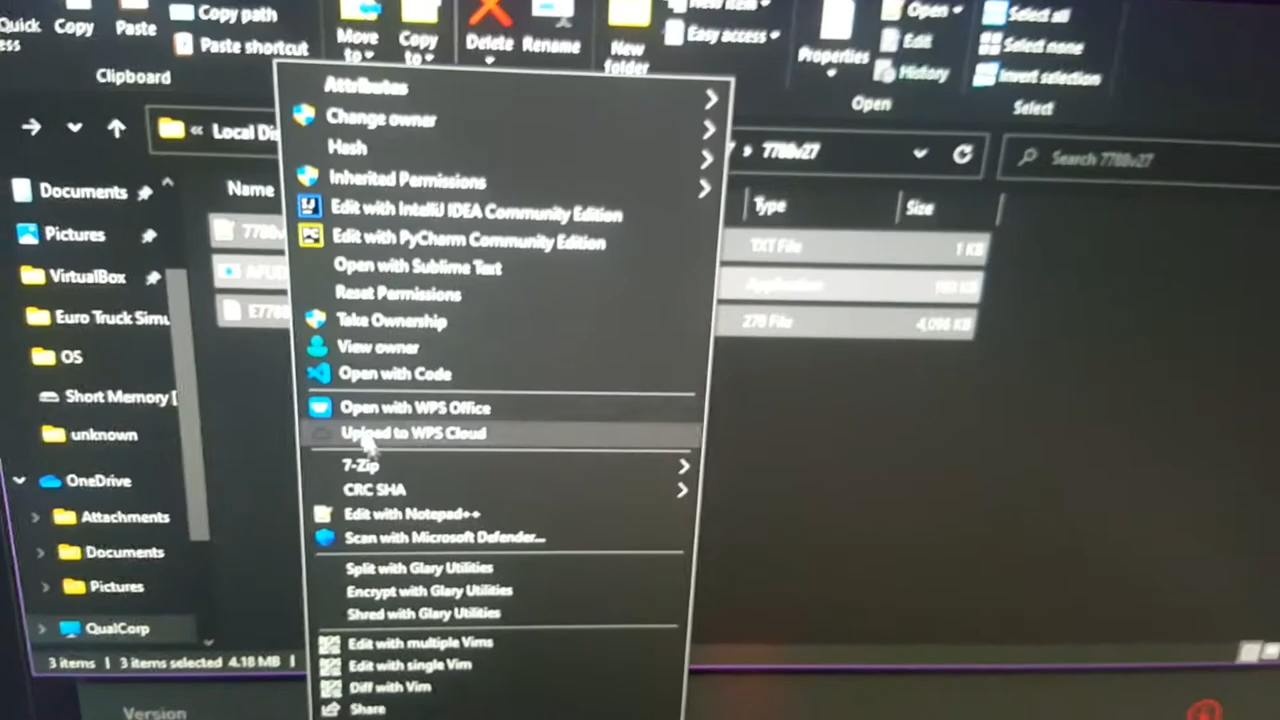 Quick
ess
Copy
Paste
Copy path
Paste shortcut
Clipboard
Move
to
Copy
to
Delete
Rename
New
folder
Easy access
Properties
Open
Edit
History
Open
Select all
Select none
Invert selection
Select
Local Dis
7788v27
Search 7788v27
Documents
Pictures
VirtualBox
Euro Truck Simu
OS
Short Memory [
unknown
OneDrive
Attachments
Documents
Pictures
QualCorp
Name
Type
Size
TXT File
1 KB
Application
4,096 KB
Attributes
Change owner
Hash
Inherited Permissions
Edit with IntelliJ IDEA Community Edition
Edit with PyCharm Community Edition
Open with Sublime Text
Reset Permissions
Take Ownership
View owner
Open with Code
Open with WPS Office
Upload to WPS Cloud
7-Zip
CRC SHA
Edit with Notepad++
Scan with Microsoft Defender...
Split with Glary Utilities
Encrypt with Glary Utilities
Shred with Glary Utilities
Edit with multiple Vims
Edit with single Vim
Diff with Vim
Share
3 items | 3 items selected 4.18 MB |
Version